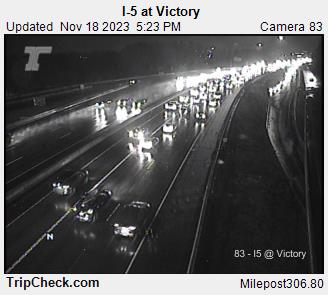 I-5 at Victory
Updated  Nov 18 2023  5:23 PM
Camera 83
T
N
83 - I5 @ Victory
TripCheck.com
Milepost306.80